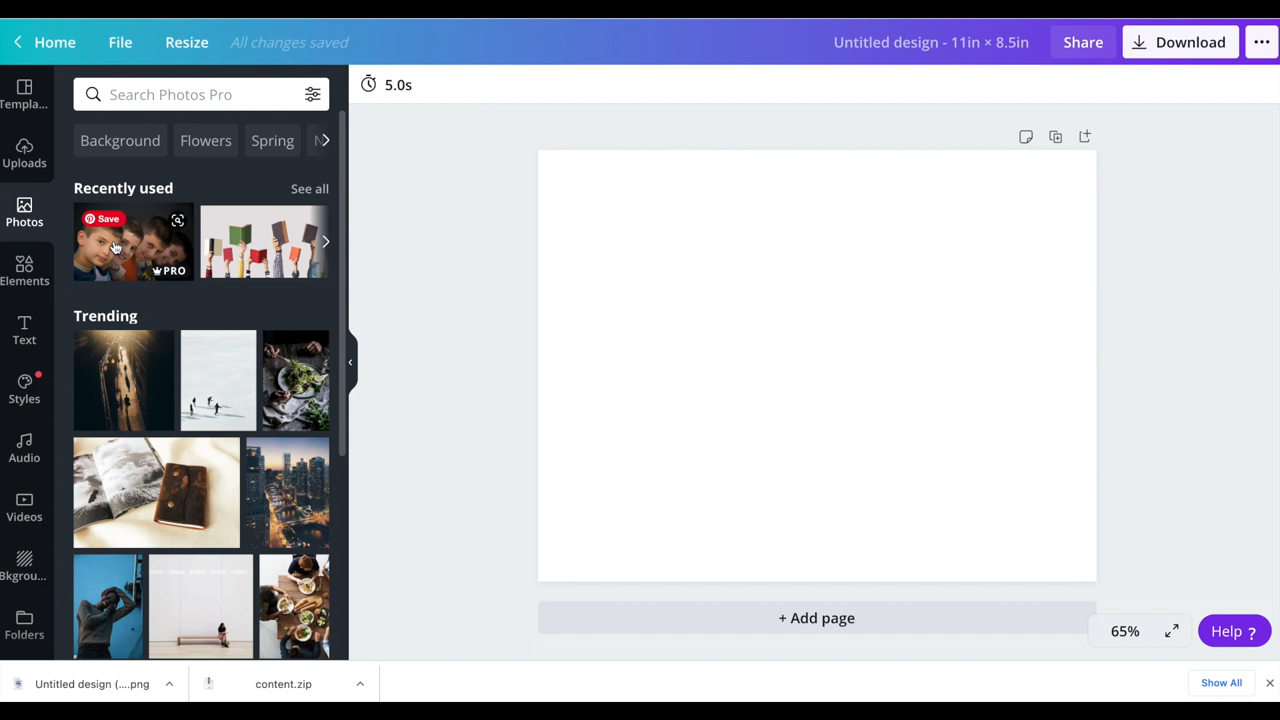 Home
File
Resize
All changes saved
Untitled design - 11in × 8.5in
Share
Download
Templa...
Uploads
Photos
Elements
Text
Styles
Audio
Videos
Bkgrou...
Folders
Search Photos Pro
Background
Flowers
Spring
Recently used
See all
Save
PRO
Trending
5.0s
+ Add page
65%
Help ?
Untitled design (....png
content.zip
Show All